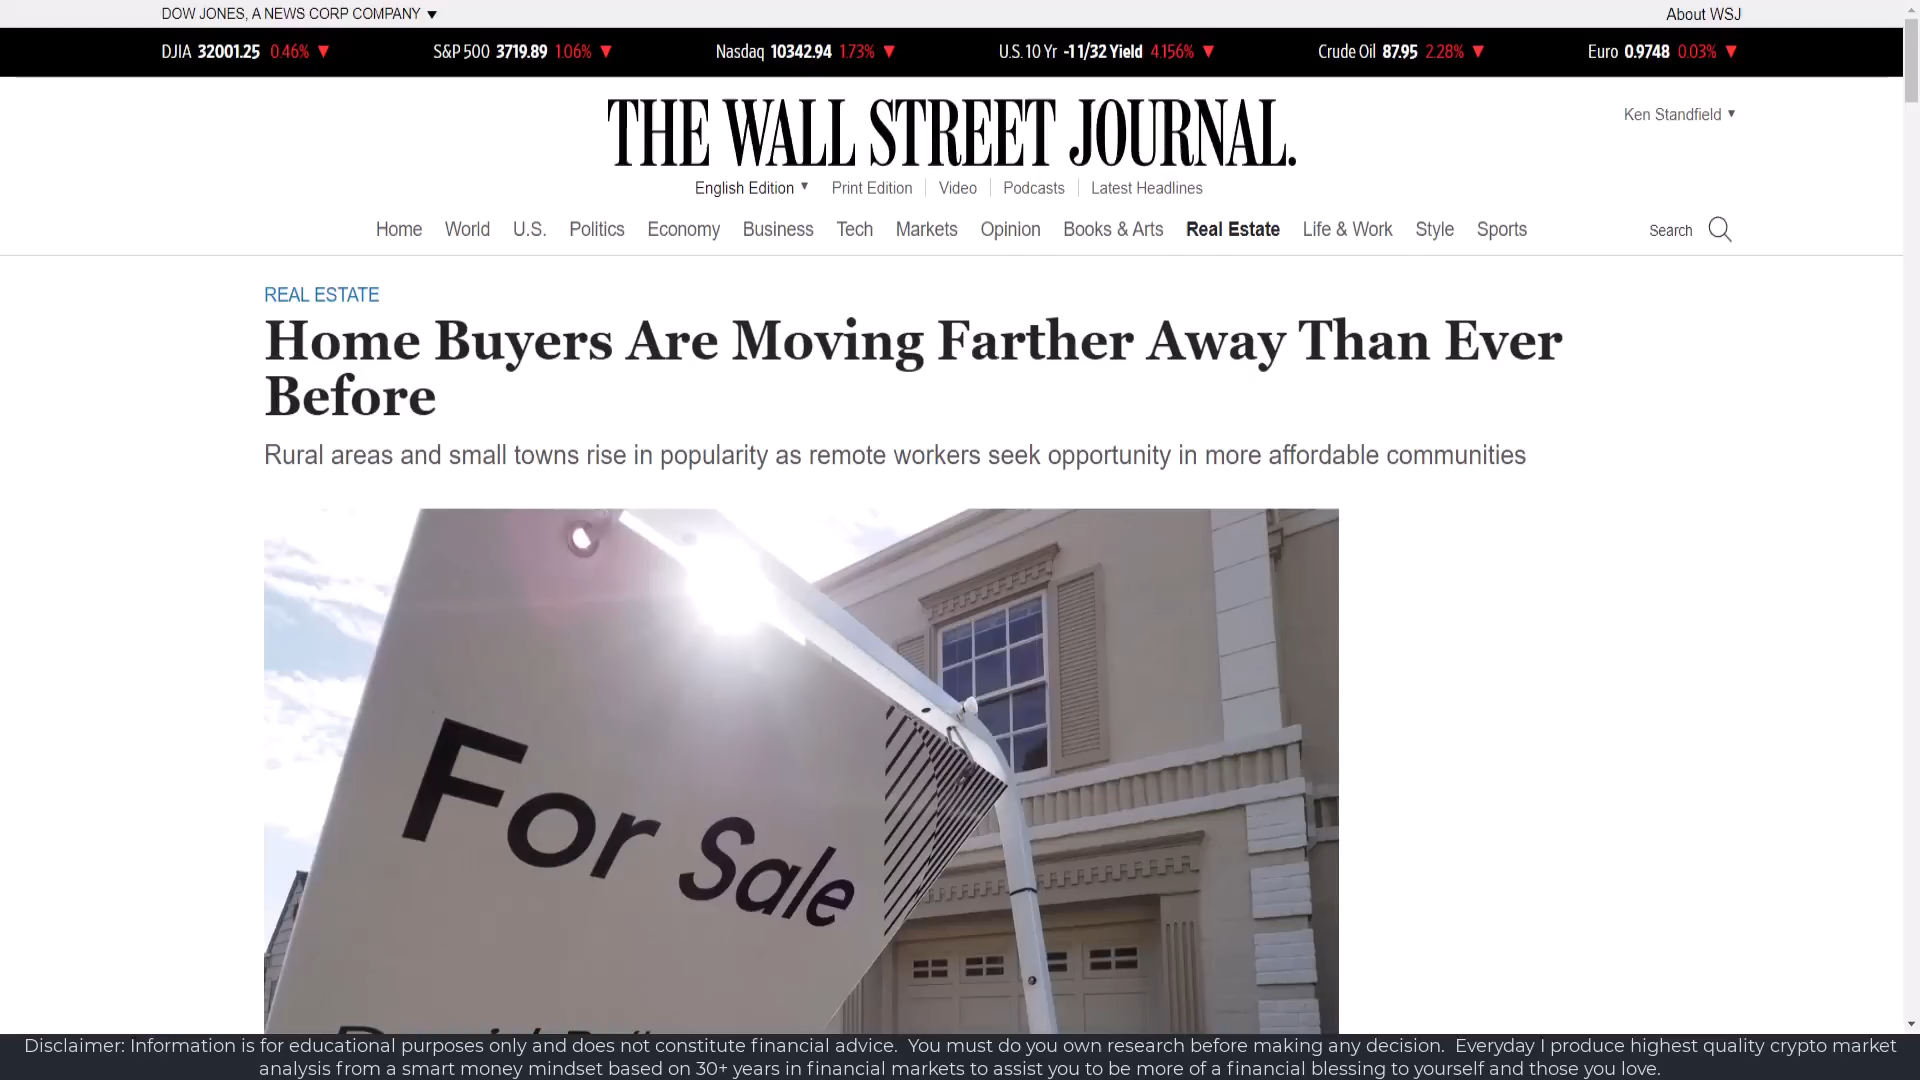 DOW JONES, A NEWS CORP COMPANY ▼ About WSJ
DJIA 32001.25 0.46% ▼ S&P 500 3719.89 1.06% ▼ Nasdaq 10342.94 1.73% ▼ U.S. 10 Yr -11/32 Yield 4.156% ▼ Crude Oil 87.95 2.28% ▼ Euro 0.9748 0.03% ▼
THE WALL STREET JOURNAL.
Ken Standfield ▼
English Edition ▼ Print Edition Video Podcasts Latest Headlines
Home World U.S. Politics Economy Business Tech Markets Opinion Books & Arts Real Estate Life & Work Style Sports Search
REAL ESTATE
Home Buyers Are Moving Farther Away Than Ever
Before
Rural areas and small towns rise in popularity as remote workers seek opportunity in more affordable communities
For Sale
Disclaimer: Information is for educational purposes only and does not constitute financial advice. You must do you own research before making any decision. Everyday I produce highest quality crypto market
analysis from a smart money mindset based on 30+ years in financial markets to assist you to be more of a financial blessing to yourself and those you love.